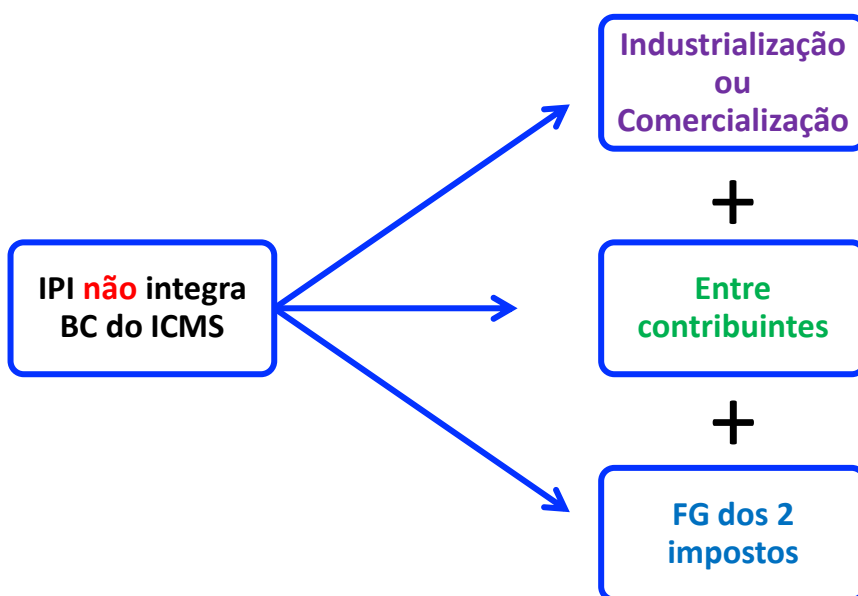 Industrialização
ou
Comercialização
+
IPI não integra
BC do ICMS
Entre
contribuintes
+
FG dos 2
impostos